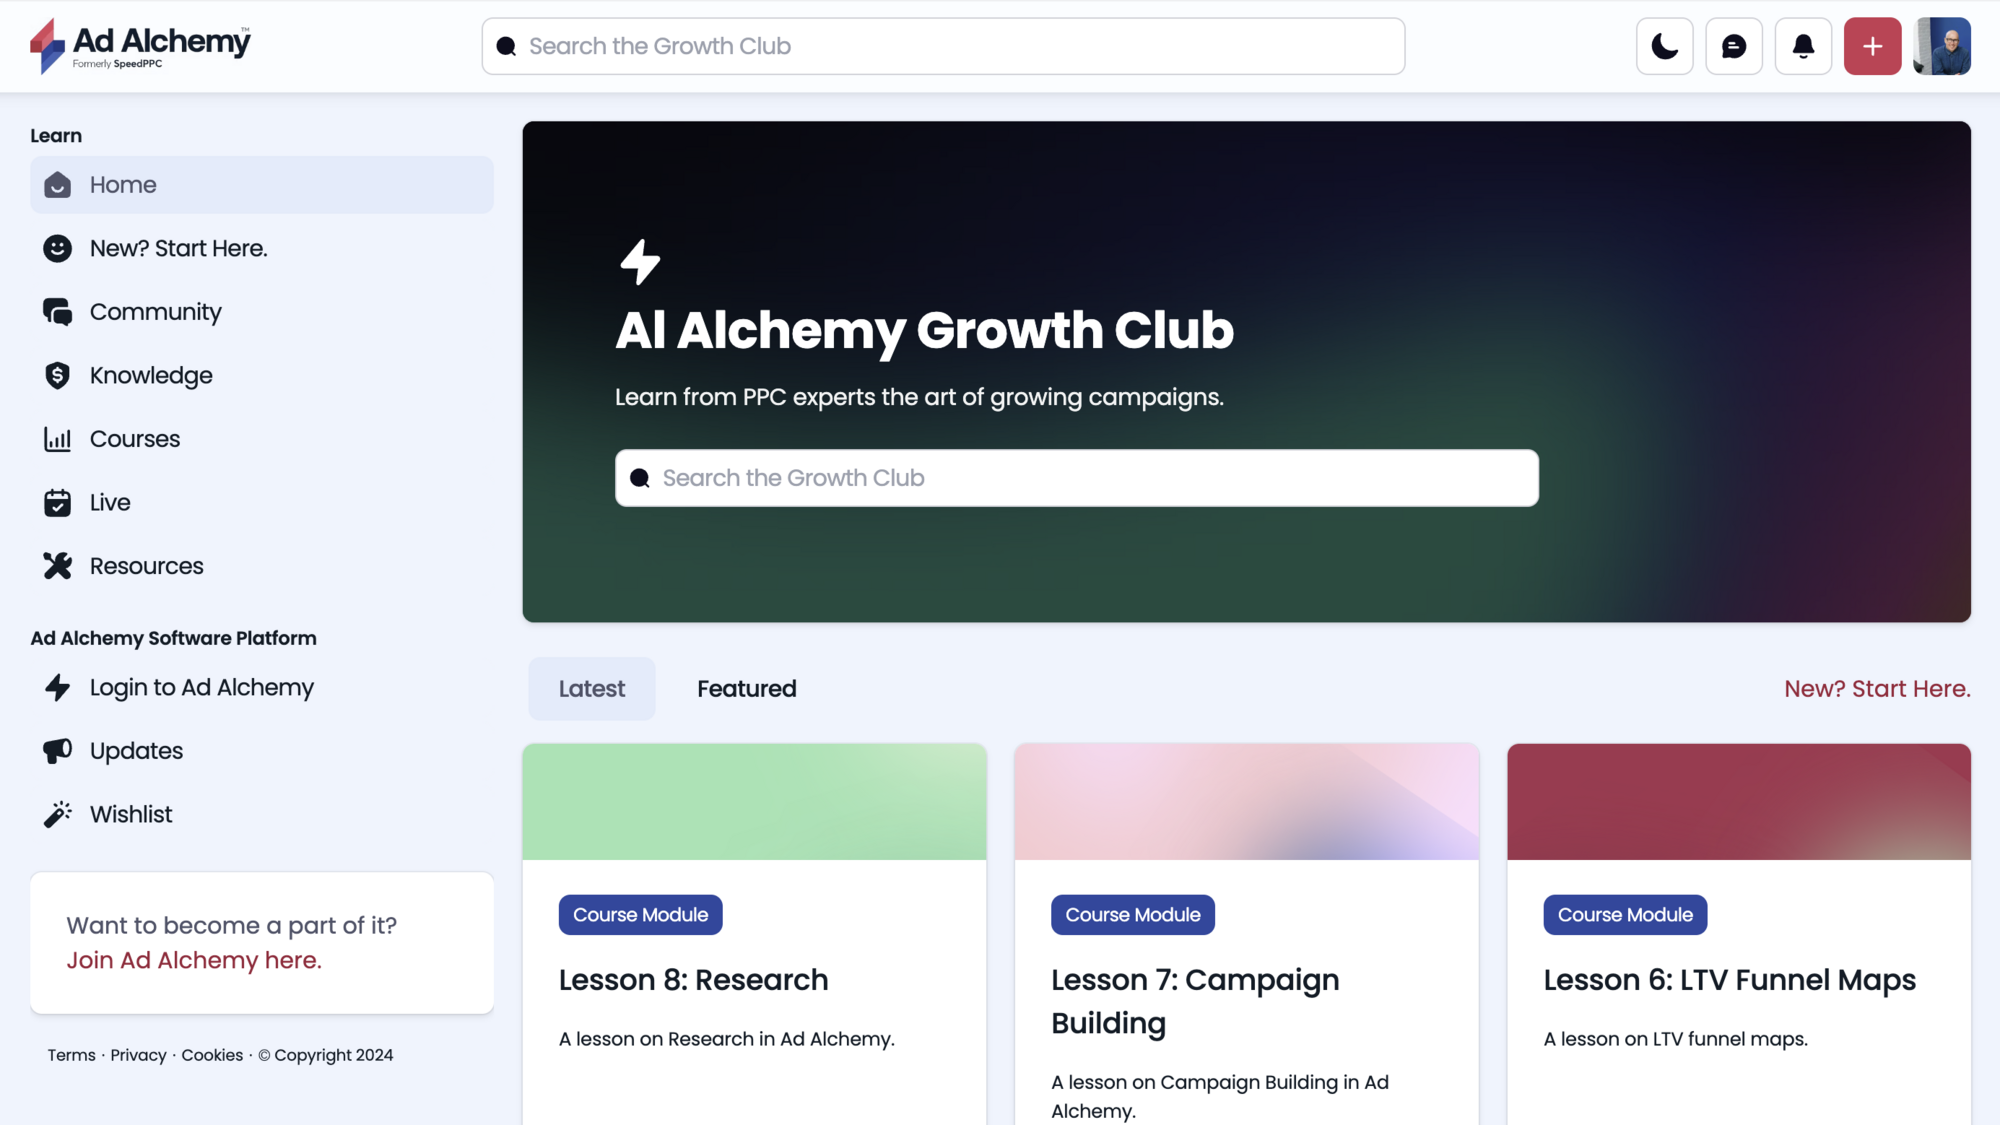 Ad Alchemy™
Formerly SpeedPPC
Search the Growth Club
Learn
Home
New? Start Here.
Community
Knowledge
Courses
Live
Resources
Ad Alchemy Software Platform
Login to Ad Alchemy
Updates
Wishlist
Want to become a part of it?
Join Ad Alchemy here.
Terms · Privacy · Cookies · © Copyright 2024
Al Alchemy Growth Club
Learn from PPC experts the art of growing campaigns.
Search the Growth Club
Latest
Featured
New? Start Here.
Course Module
Lesson 8: Research
A lesson on Research in Ad Alchemy.
Course Module
Lesson 7: Campaign
Building
A lesson on Campaign Building in Ad
Alchemy.
Course Module
Lesson 6: LTV Funnel Maps
A lesson on LTV funnel maps.